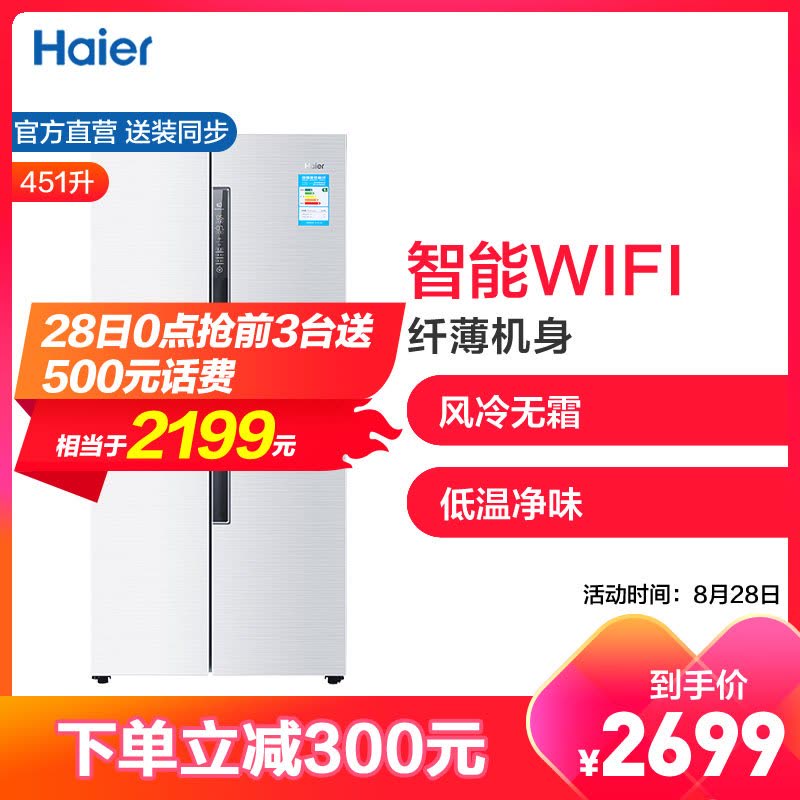 Haier
官方直营 送装同步
451升
Haier
智能WIFI
纤薄机身
28日0点抢前3台送
500元话费
相当于2199元
风冷无霜
低温净味
活动时间：8月28日
到手价
¥2699
下单立减300元